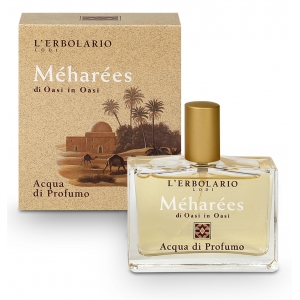 L'ERBOLARIO
LODI
Méharées
di Oasi in Oasi
Acqua
di Profumo
L'ERBOLARIO
LODI
Méharées
di Oasi in Oasi
Acqua di Profumo